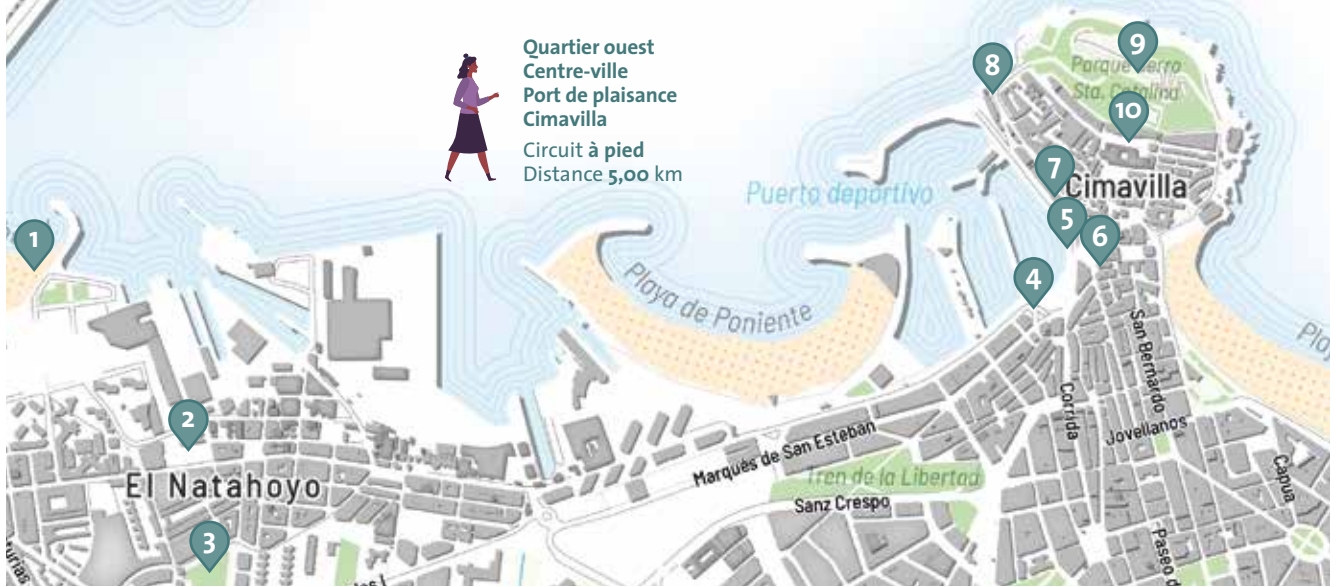 Quartier ouest
Centre-ville
Port de plaisance
Cimavilla
Circuit à pied
Distance 5,00 km
9
8
Parque Cerro
Sta. Catalina
10
7
Cimavilla
Puerto deportivo
5
6
1
4
Playa de Poniente
San Bernardo
Corrida
2
Jovellanos
Marqués de San Esteban
El Natahoyo
Tren de la Libertad
Sanz Crespo
Capua
3
Paseo d